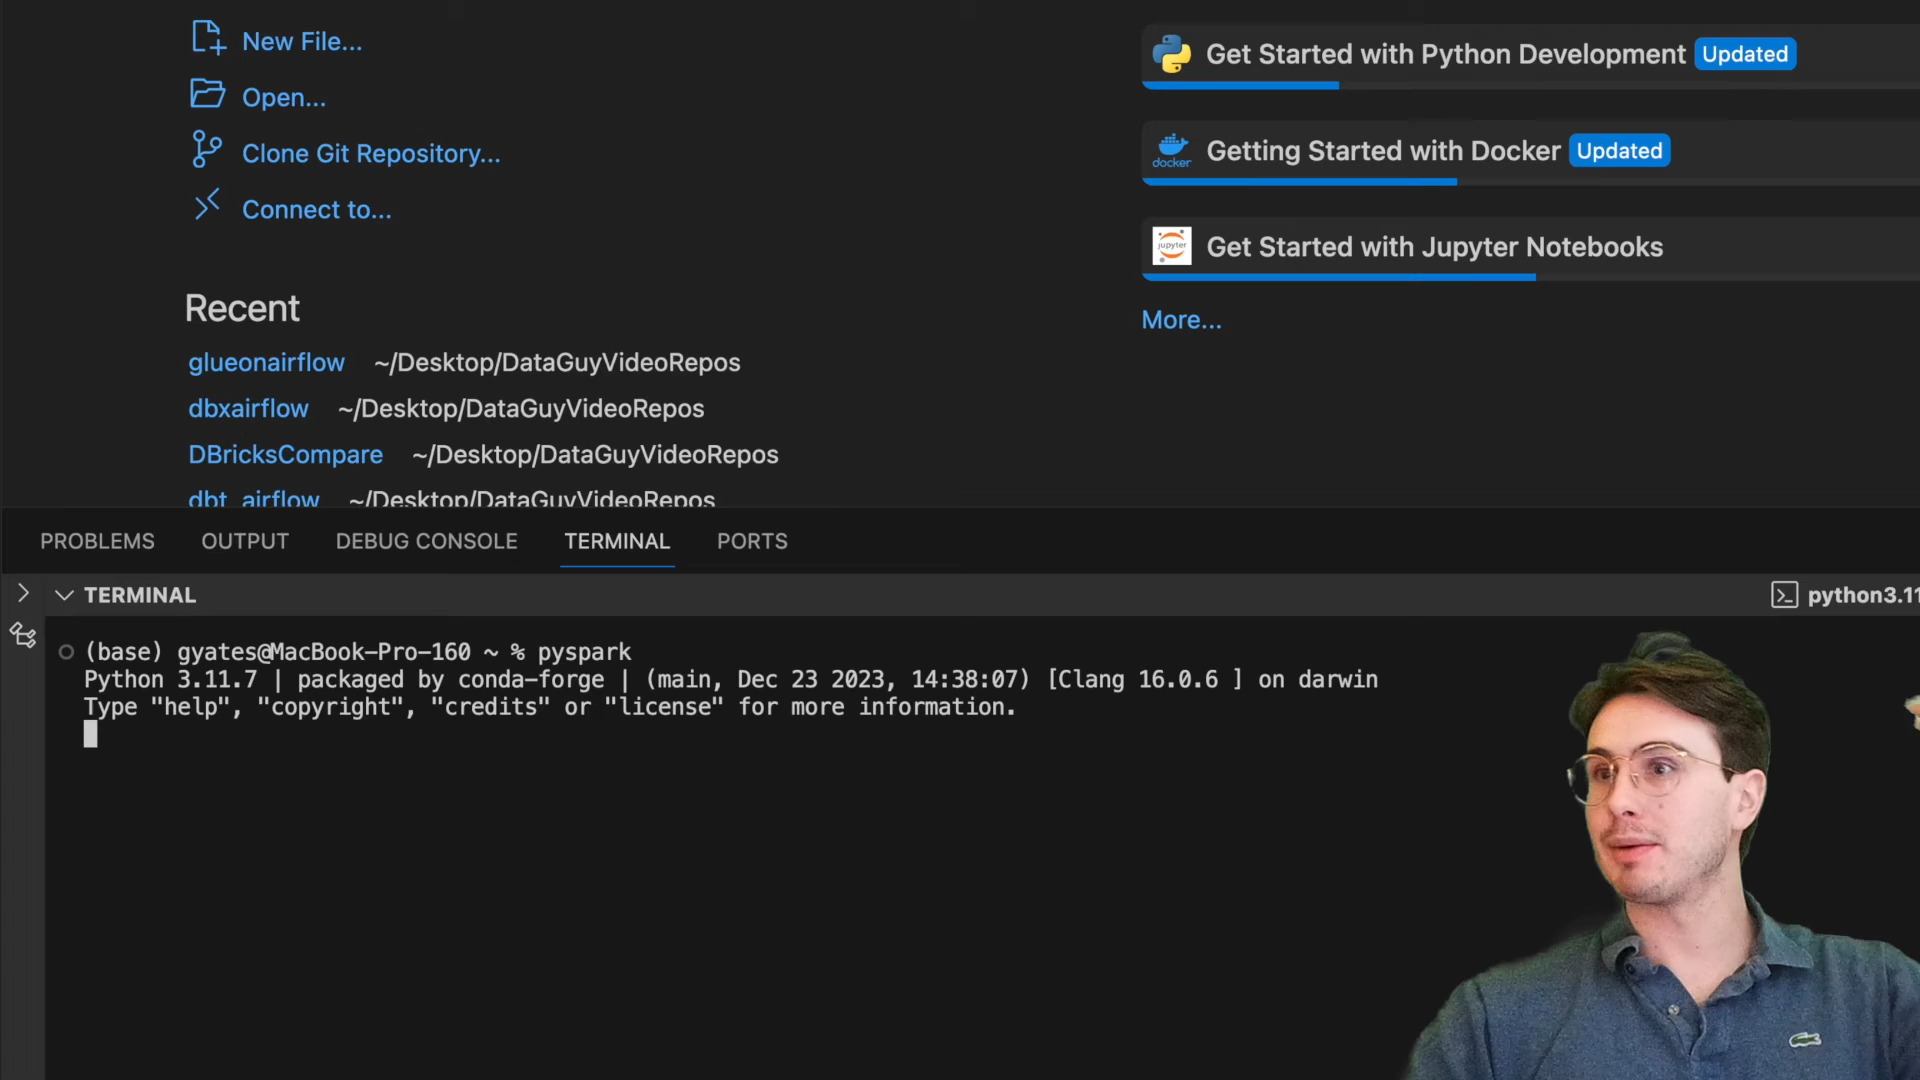 New File...
Open...
Clone Git Repository...
Connect to...
Recent
glueonairflow ~/Desktop/DataGuyVideoRepos
dbxairflow ~/Desktop/DataGuyVideoRepos
DBricksCompare ~/Desktop/DataGuyVideoRepos
dbt_airflow ~/Desktop/DataGuyVideoRepos
Get Started with Python Development Updated
docker
Getting Started with Docker Updated
jupyter
Get Started with Jupyter Notebooks
More...
PROBLEMS OUTPUT DEBUG CONSOLE TERMINAL PORTS
TERMINAL
python3.11
(base) gyates@MacBook-Pro-160 ~ % pyspark
Python 3.11.7 | packaged by conda-forge | (main, Dec 23 2023, 14:38:07) [Clang 16.0.6 ] on darwin
Type "help", "copyright", "credits" or "license" for more information.